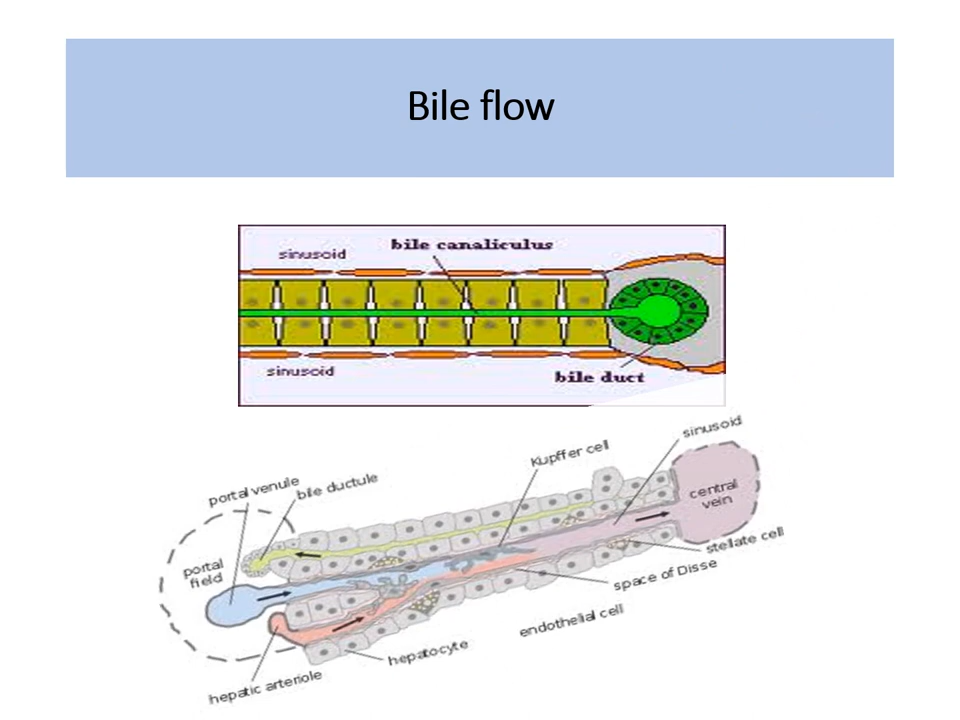 Bile flow
bile canaliculus
sinusoid
sinusoid
bile duct
sinusoid
Kupffer cell
portal venule
bile ductule
central
vein
portal
field
stellate cell
space of Disse
endothelial cell
hepatocyte
hepatic arteriole